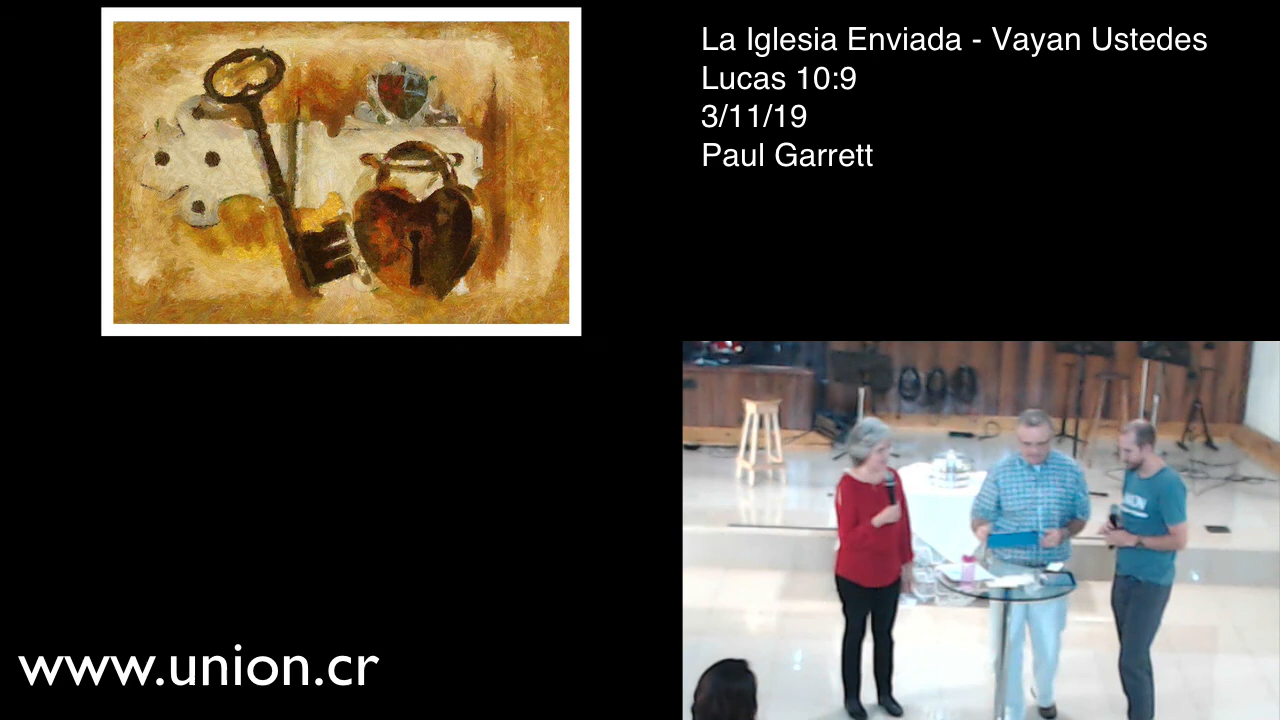 La Iglesia Enviada - Vayan Ustedes
Lucas 10:9
3/11/19
Paul Garrett
www.union.cr